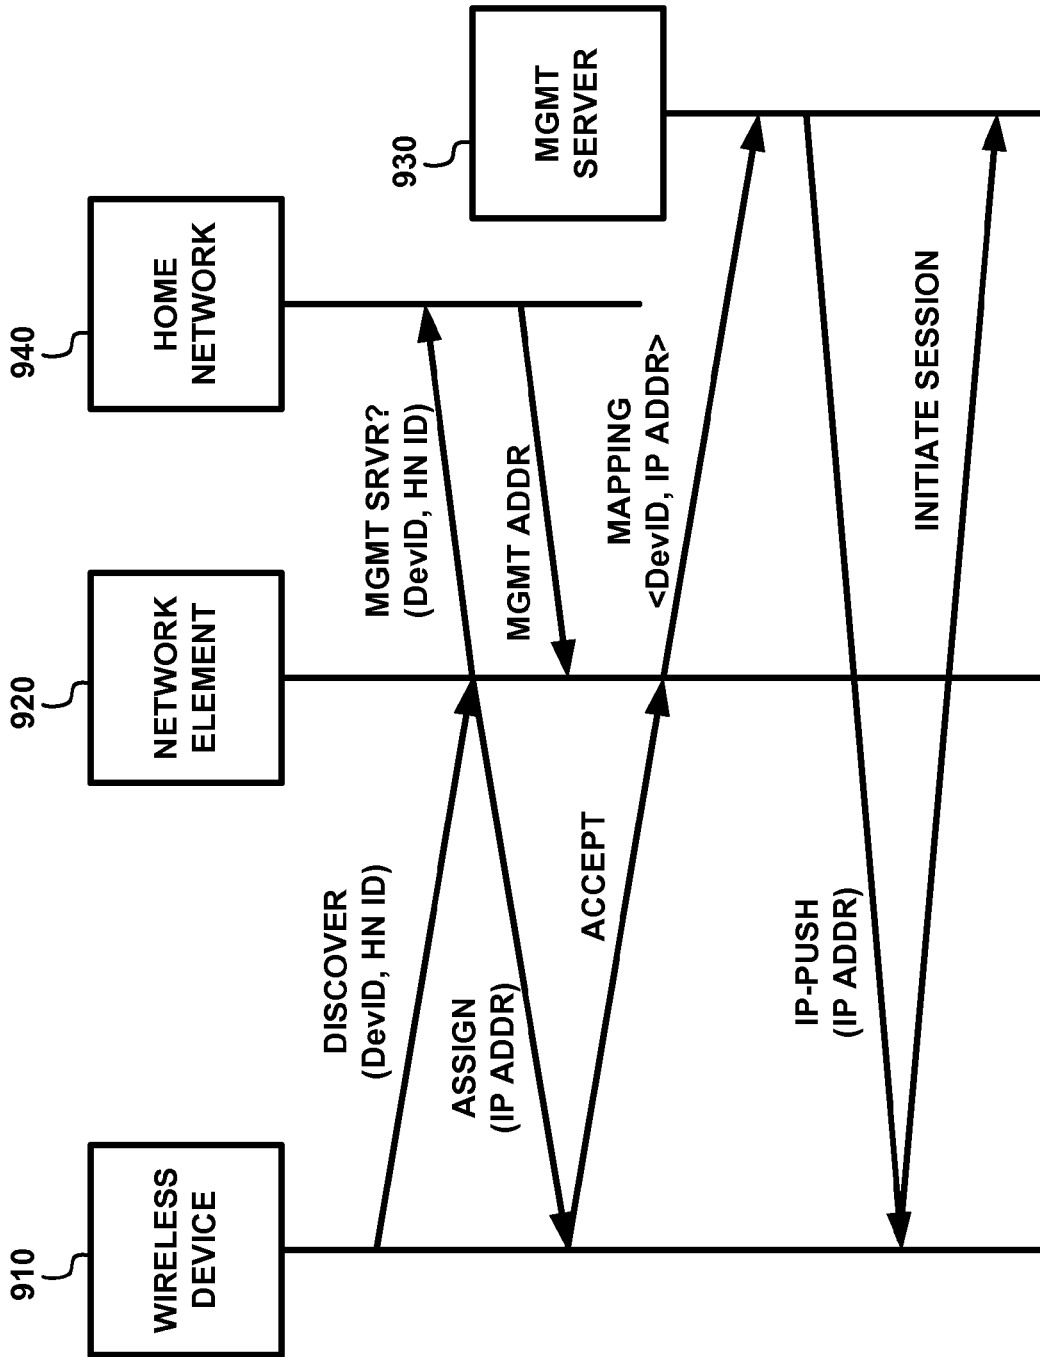 910
WIRELESS
DEVICE
920
NETWORK
ELEMENT
940
HOME
NETWORK
930
MGMT
SERVER
DISCOVER
(DevID, HN ID)
MGMT SRVR?
(DevID, HN ID)
ASSIGN
(IP ADDR)
MGMT ADDR
ACCEPT
MAPPING
<DevID, IP ADDR>
IP-PUSH
(IP ADDR)
INITIATE SESSION